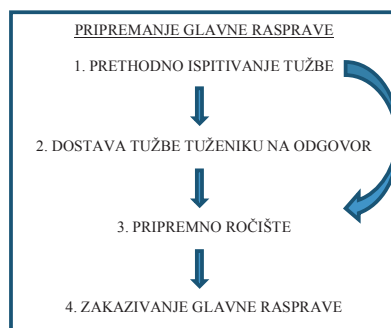 PRIPREMANJE GLAVNE RASPRAVE
1. PRETHODNO ISPITIVANJE TUŽBE
2. DOSTAVA TUŽBE TUŽENIKU NA ODGOVOR
3. PRIPREMNO ROČIŠTE
4. ZAKAZIVANJE GLAVNE RASPRAVE